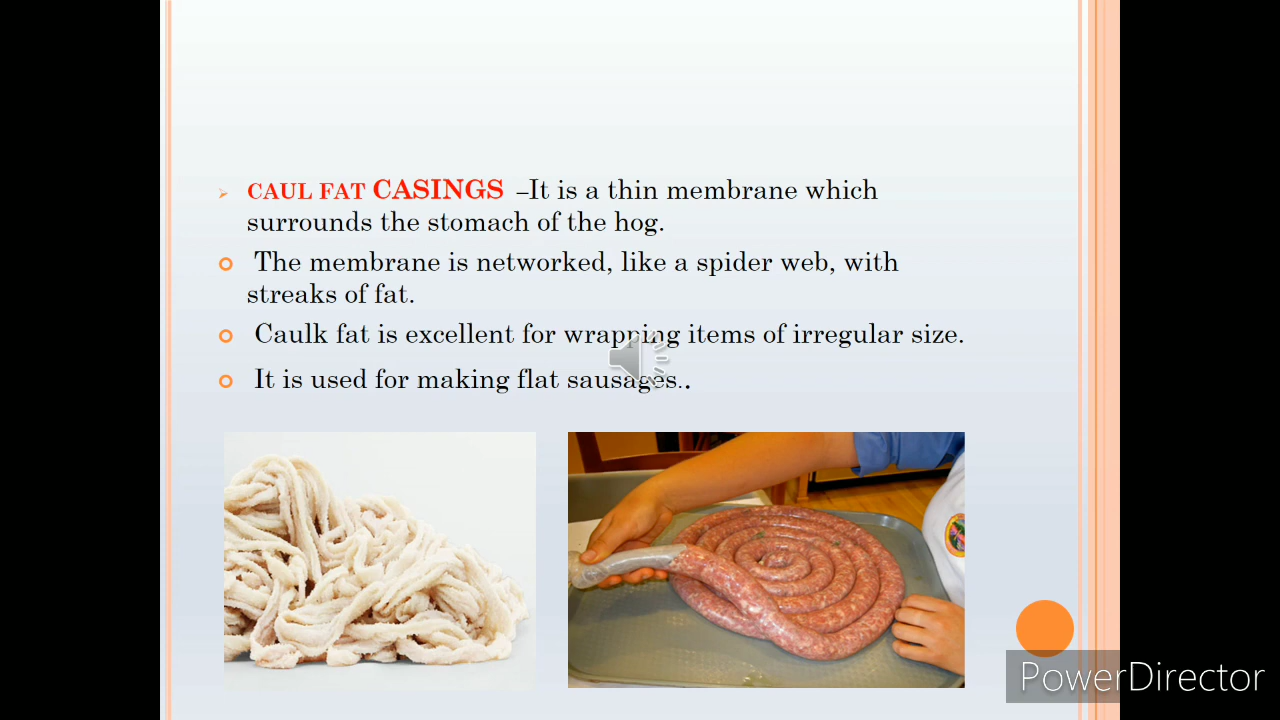 CAUL FAT CASINGS –It is a thin membrane which
surrounds the stomach of the hog.
The membrane is networked, like a spider web, with
streaks of fat.
Caulk fat is excellent for wrapping items of irregular size.
It is used for making flat sausages..
PowerDirector